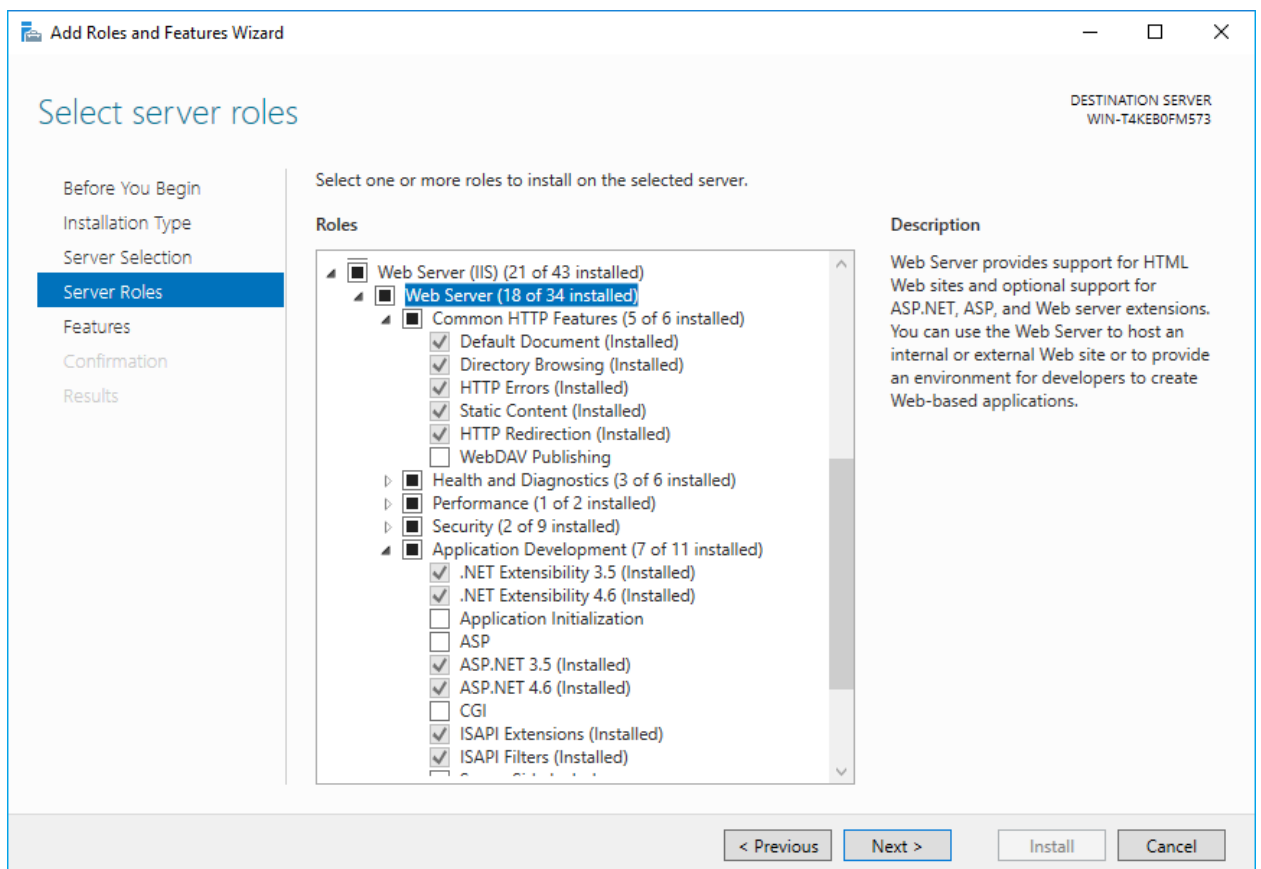 Add Roles and Features Wizard
Select server roles
DESTINATION SERVER
WIN-T4KEB0FM573
Before You Begin
Installation Type
Server Selection
Server Roles
Features
Confirmation
Results
Select one or more roles to install on the selected server.
Roles
Web Server (IIS) (21 of 43 installed)
Web Server (18 of 34 installed)
Common HTTP Features (5 of 6 installed)
Default Document (Installed)
Directory Browsing (Installed)
HTTP Errors (Installed)
Static Content (Installed)
HTTP Redirection (Installed)
WebDAV Publishing
Health and Diagnostics (3 of 6 installed)
Performance (1 of 2 installed)
Security (2 of 9 installed)
Application Development (7 of 11 installed)
.NET Extensibility 3.5 (Installed)
.NET Extensibility 4.6 (Installed)
Application Initialization
ASP
ASP.NET 3.5 (Installed)
ASP.NET 4.6 (Installed)
CGI
ISAPI Extensions (Installed)
ISAPI Filters (Installed)
Description
Web Server provides support for HTML
Web sites and optional support for
ASP.NET, ASP, and Web server extensions.
You can use the Web Server to host an
internal or external Web site or to provide
an environment for developers to create
Web-based applications.
< Previous
Next >
Install
Cancel